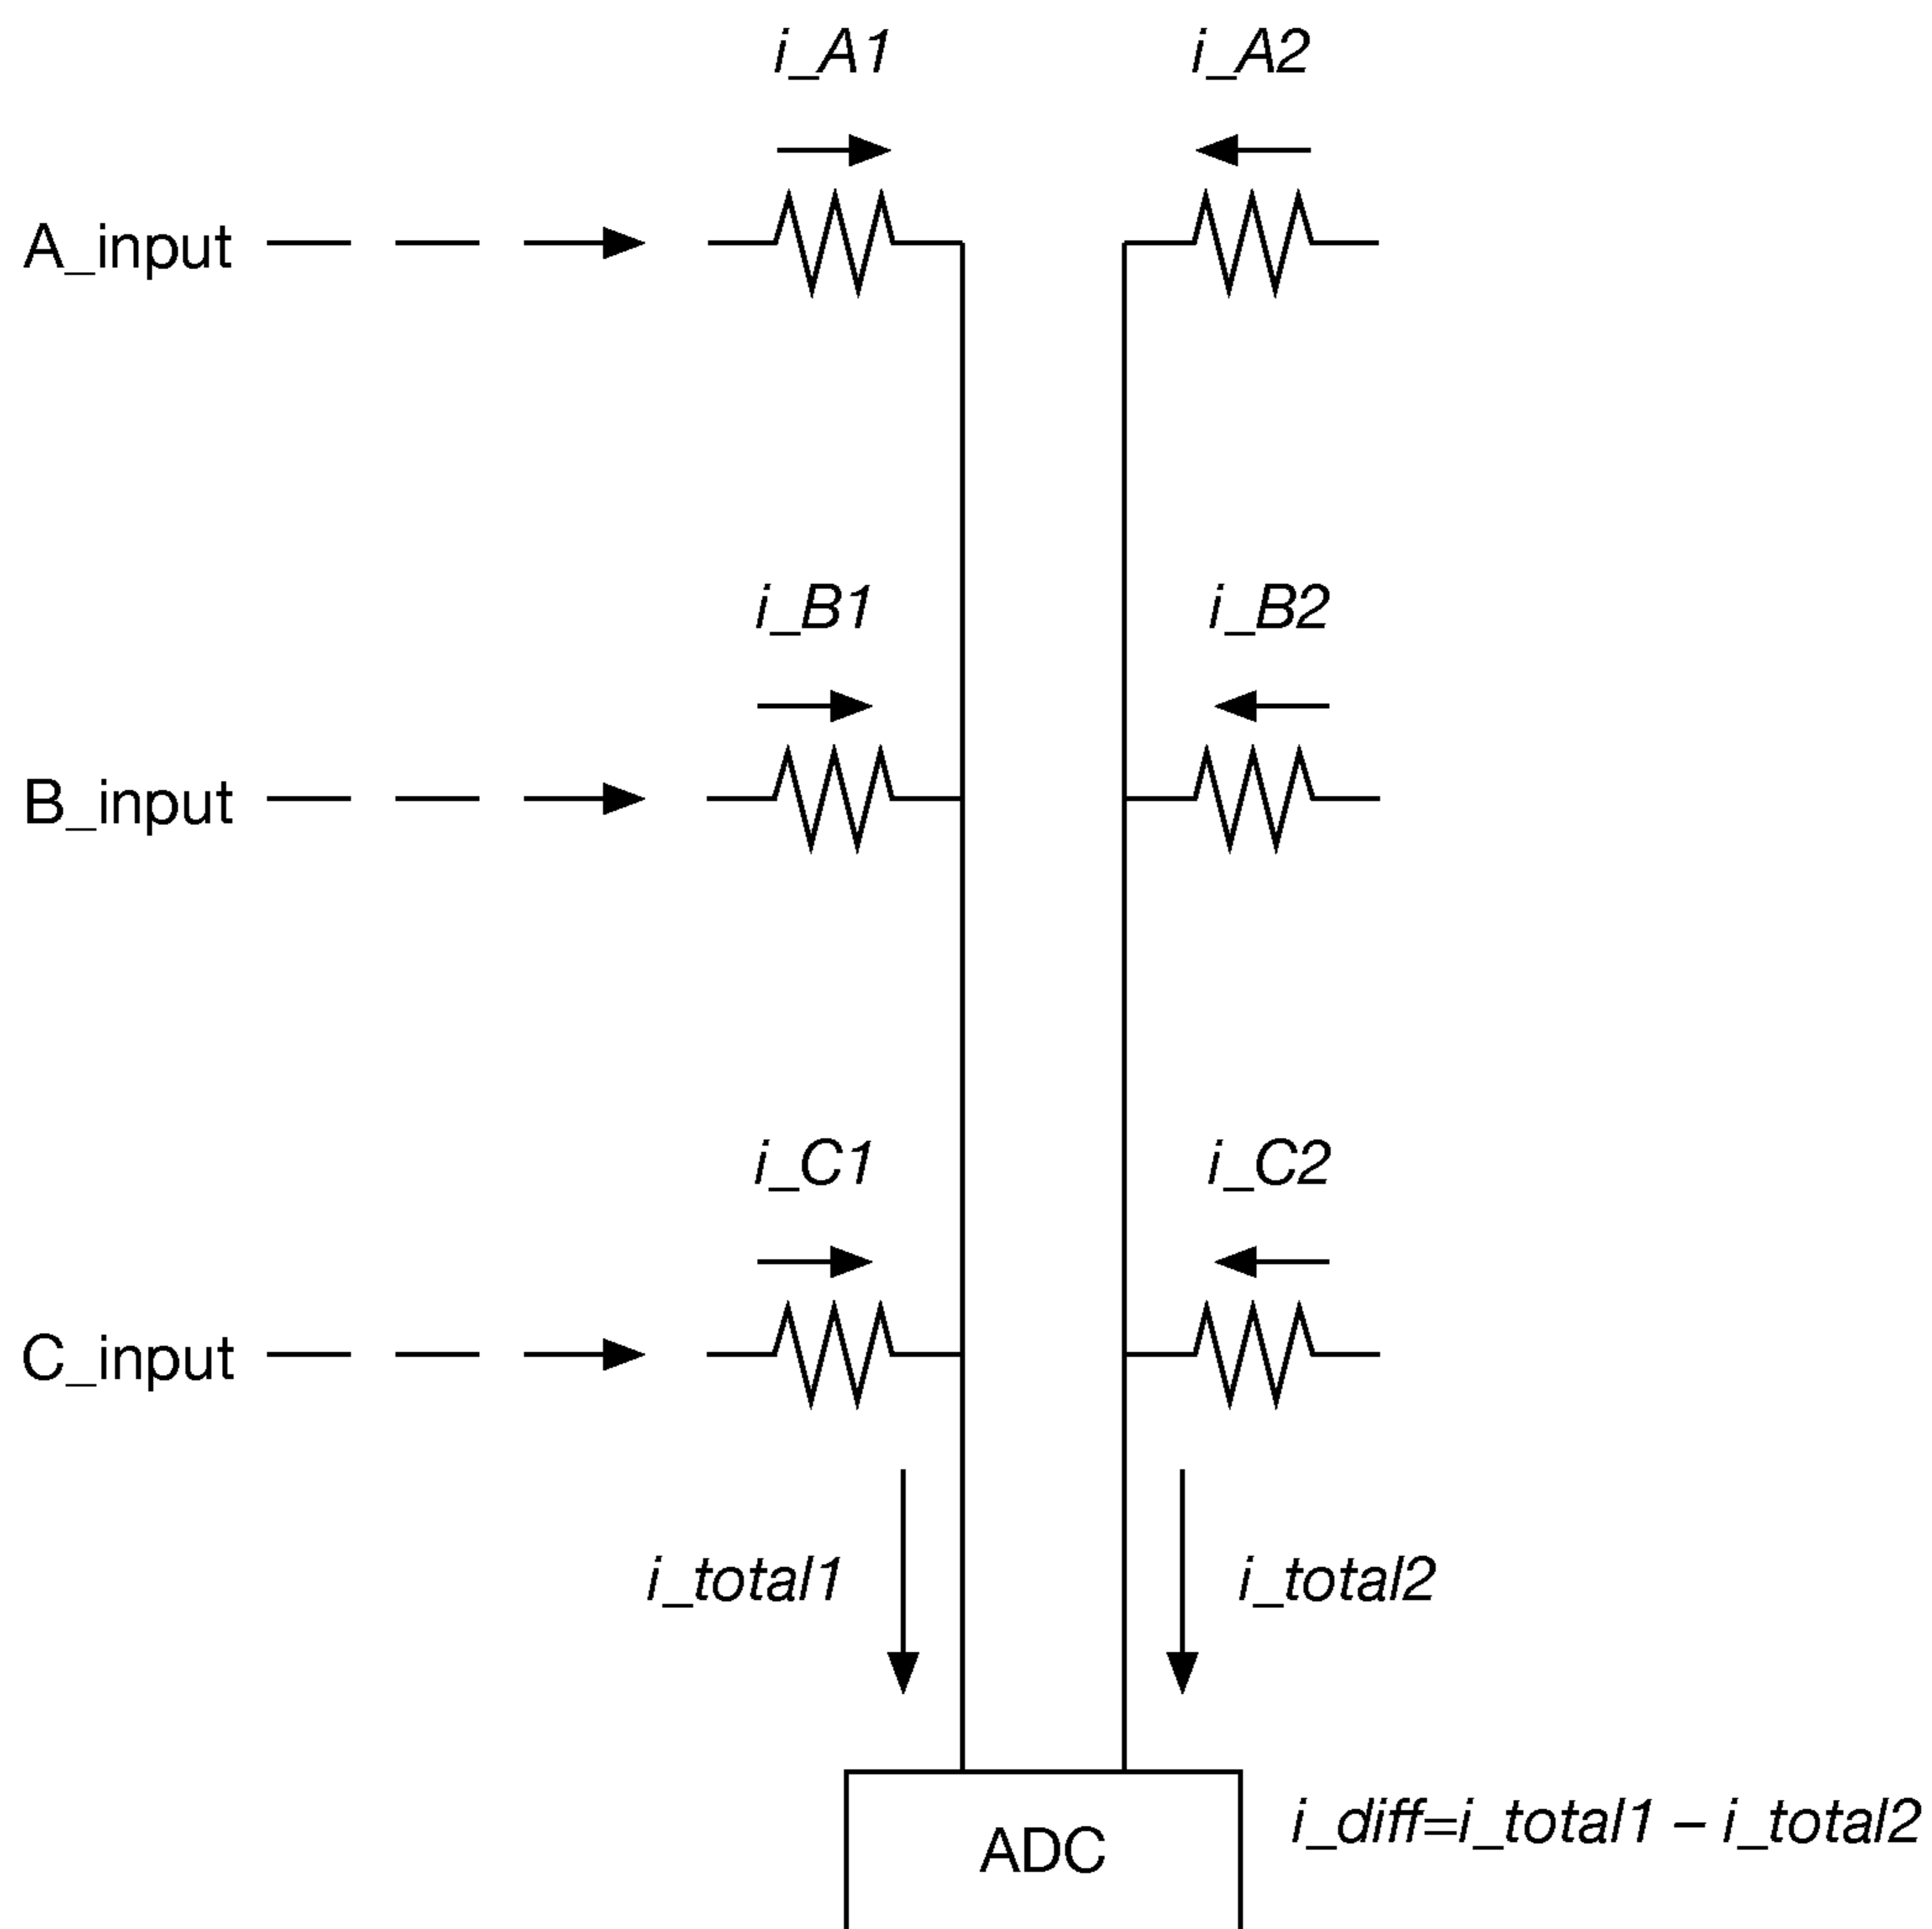 i_A1 i_A2
A_input
i_B1 i_B2
B_input
i_C1 i_C2
C_input
i_total1 i_total2
i_diff=i_total1 – i_total2
ADC